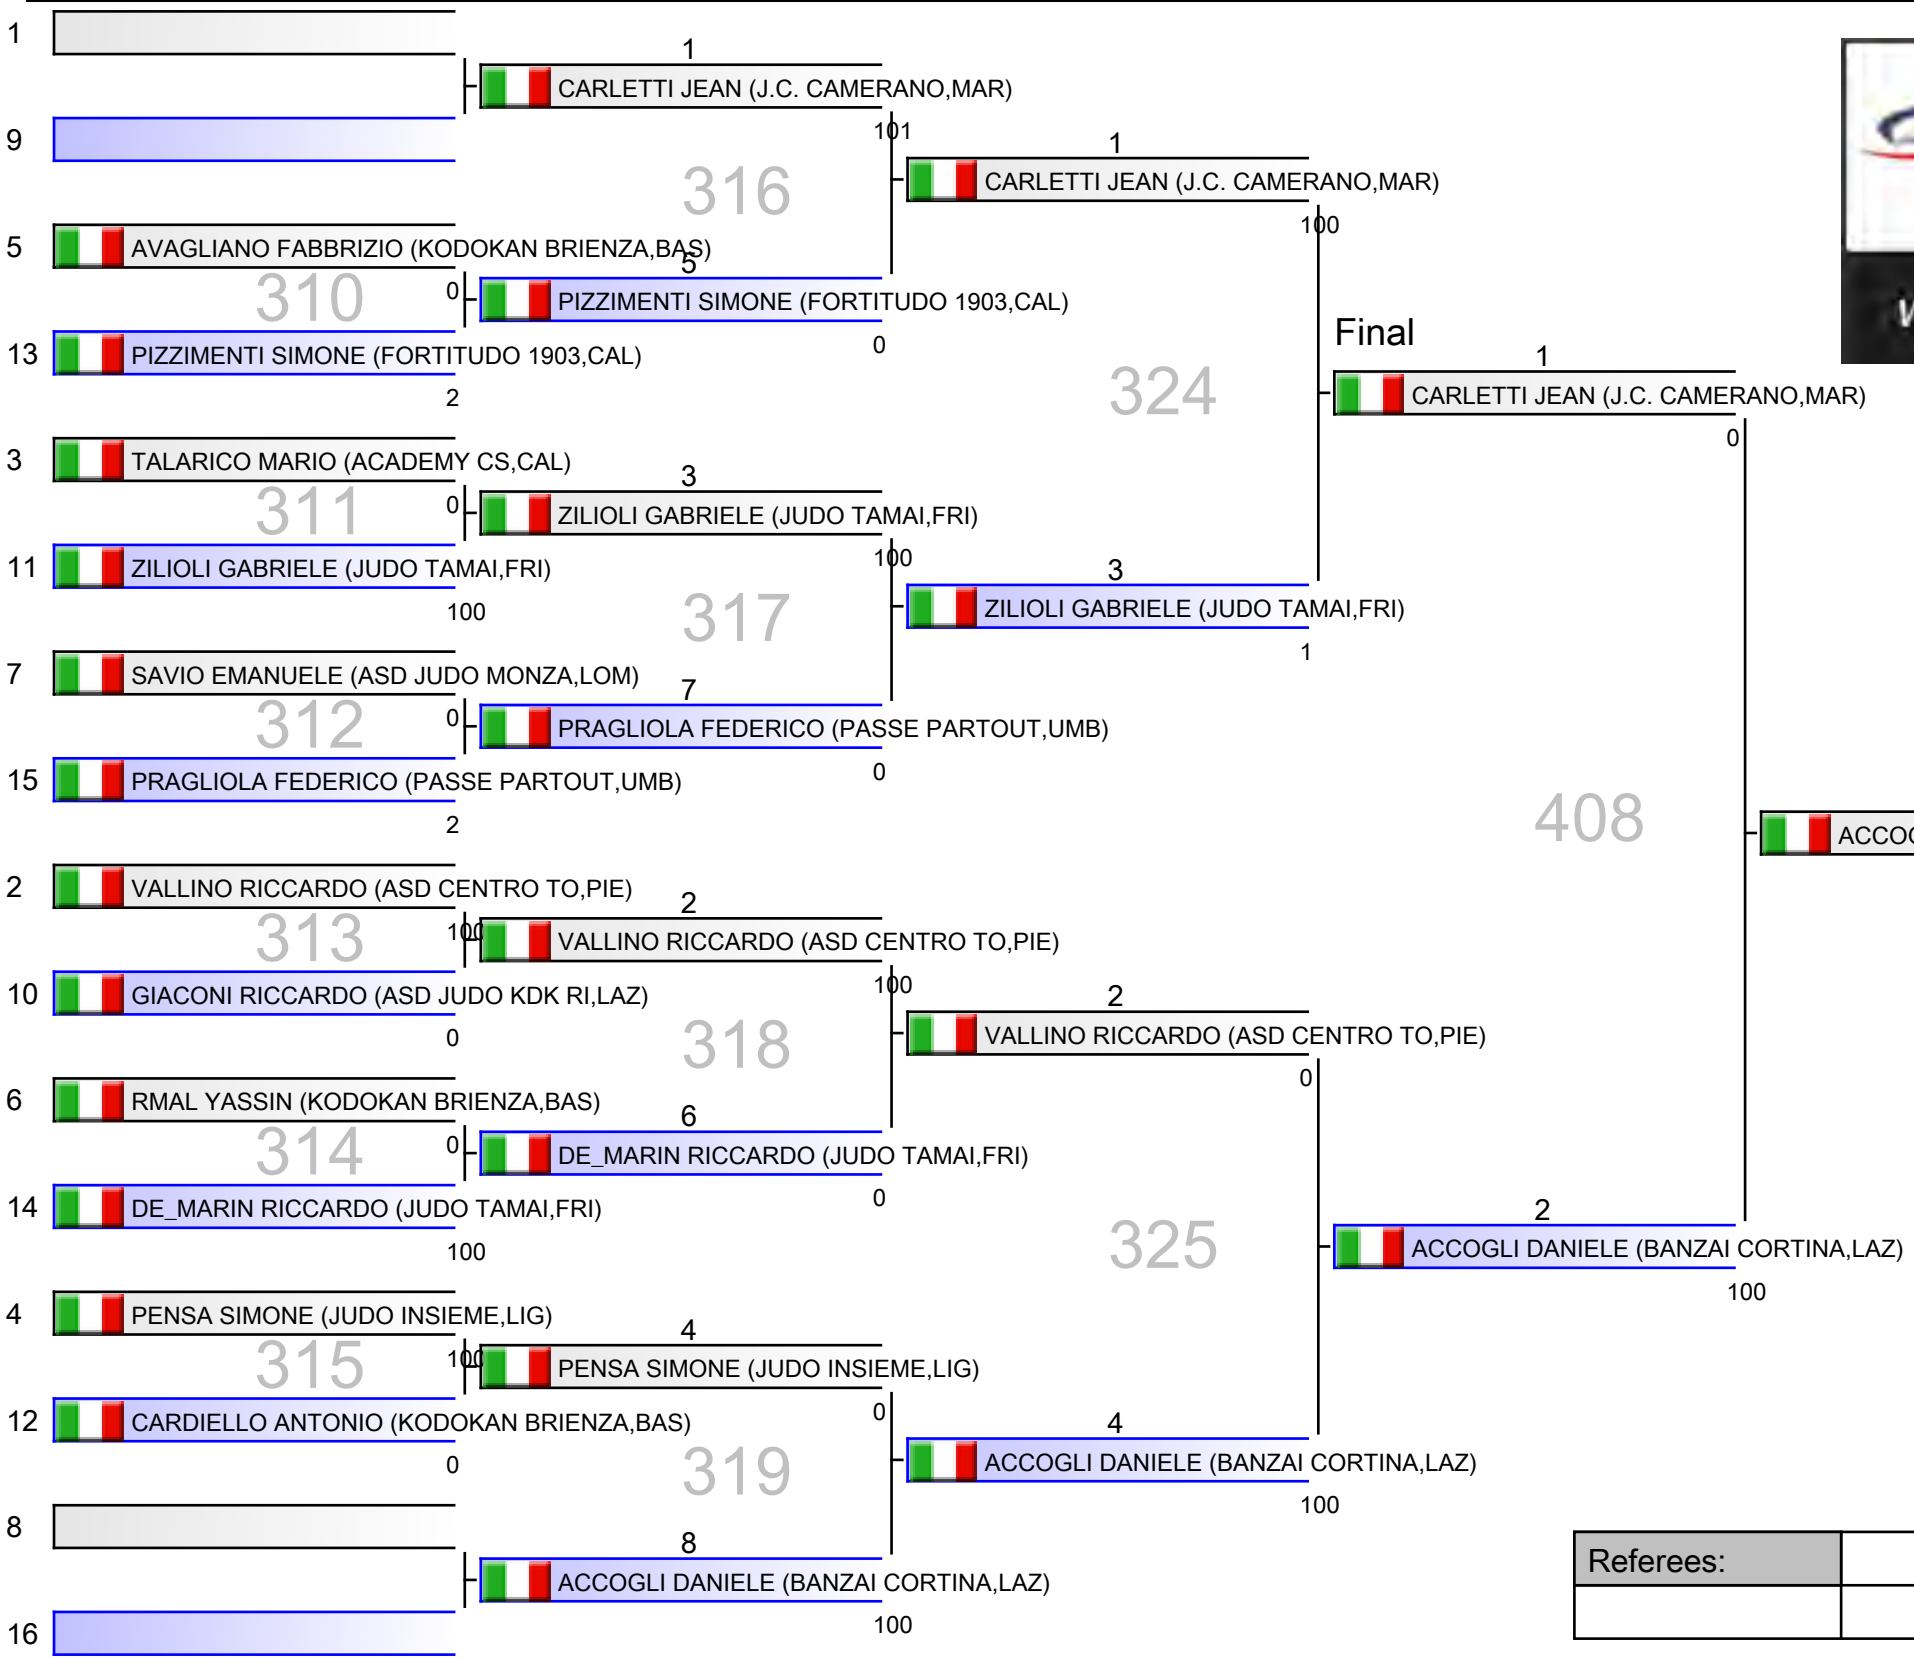 1
1
CARLETTI JEAN (J.C. CAMERANO,MAR)
101
9
1
316
CARLETTI JEAN (J.C. CAMERANO,MAR)
100
5
AVAGLIANO FABBRIZIO (KODOKAN BRIENZA,BAS)
5
310
0
PIZZIMENTI SIMONE (FORTITUDO 1903,CAL)
0
13
PIZZIMENTI SIMONE (FORTITUDO 1903,CAL)
2
Final
1
324
CARLETTI JEAN (J.C. CAMERANO,MAR)
0
3
TALARICO MARIO (ACADEMY CS,CAL)
3
311
0
ZILIOLI GABRIELE (JUDO TAMAI,FRI)
100
11
ZILIOLI GABRIELE (JUDO TAMAI,FRI)
100
3
317
ZILIOLI GABRIELE (JUDO TAMAI,FRI)
1
7
SAVIO EMANUELE (ASD JUDO MONZA,LOM)
7
312
0
PRAGLIOLA FEDERICO (PASSE PARTOUT,UMB)
0
15
PRAGLIOLA FEDERICO (PASSE PARTOUT,UMB)
2
408
2
VALLINO RICCARDO (ASD CENTRO TO,PIE)
2
313
100
VALLINO RICCARDO (ASD CENTRO TO,PIE)
100
10
GIACONI RICCARDO (ASD JUDO KDK RI,LAZ)
0
2
318
VALLINO RICCARDO (ASD CENTRO TO,PIE)
0
6
RMAL YASSIN (KODOKAN BRIENZA,BAS)
6
314
0
DE_MARIN RICCARDO (JUDO TAMAI,FRI)
0
14
DE_MARIN RICCARDO (JUDO TAMAI,FRI)
100
2
325
ACCOGLI DANIELE (BANZAI CORTINA,LAZ)
100
4
PENSA SIMONE (JUDO INSIEME,LIG)
4
315
100
PENSA SIMONE (JUDO INSIEME,LIG)
0
12
CARDIELLO ANTONIO (KODOKAN BRIENZA,BAS)
0
4
319
ACCOGLI DANIELE (BANZAI CORTINA,LAZ)
100
8
8
ACCOGLI DANIELE (BANZAI CORTINA,LAZ)
100
16
Referees: